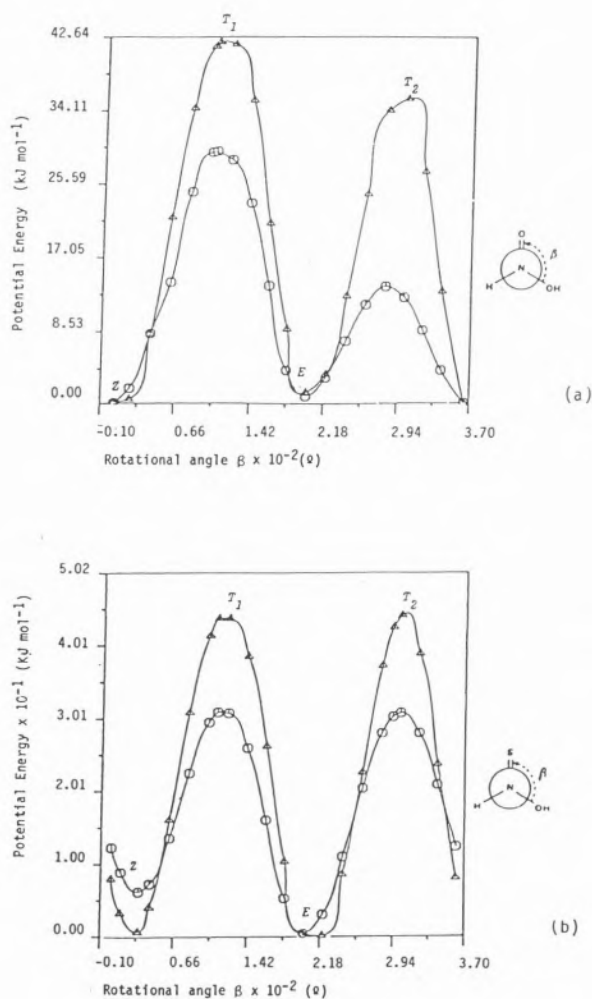 T1
42.64
34.11
T2
25.59
17.05
8.53
0.00
Potential Energy (kJ mol⁻¹)
Z
E
O
β
N
H
OH
(a)
-0.10 0.66 1.42 2.18 2.94 3.70
Rotational angle β x 10⁻²(º)
5.02
4.01
3.01
2.01
1.00
0.00
Potential Energy x 10⁻¹ (KJ mol⁻¹)
T1
T2
Z
E
S
β
N
H
OH
(b)
-0.10 0.66 1.42 2.18 2.94 3.70
Rotational angle β x 10⁻² (º)